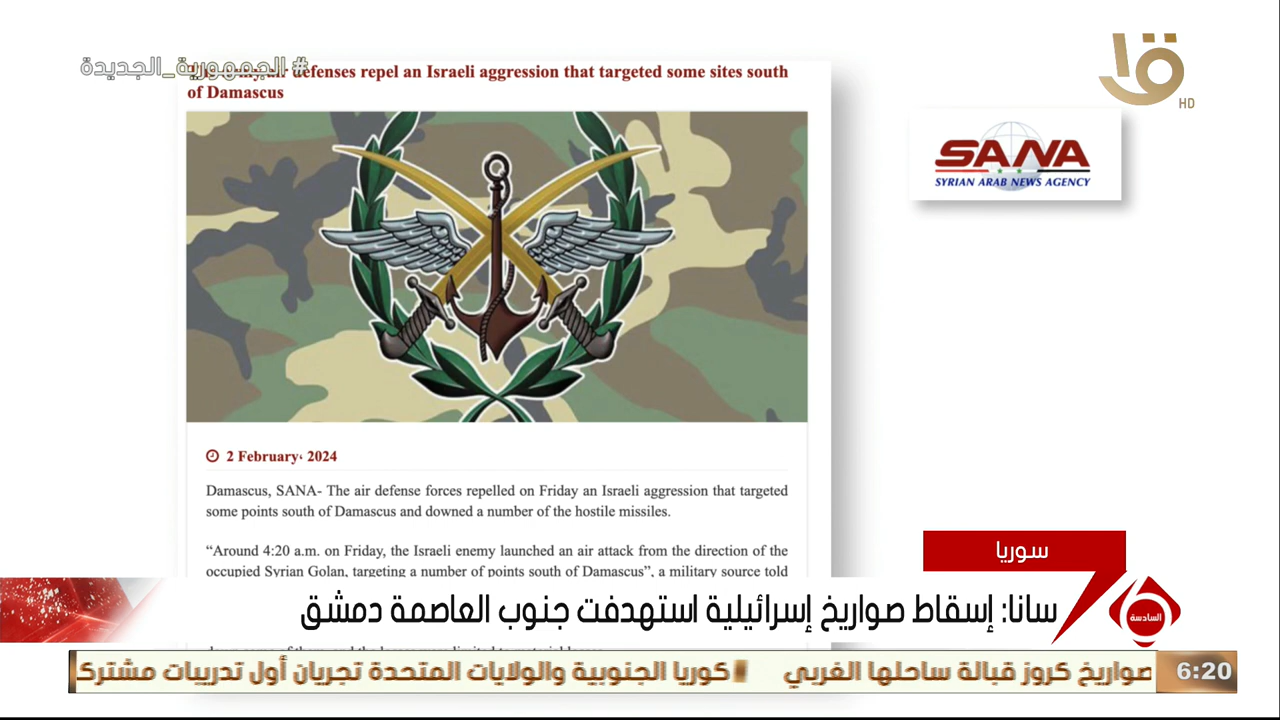 #الجمهورية_الجديدة
defenses repel an Israeli aggression that targeted some sites south
of Damascus
HD
SANA
SYRIAN ARAB NEWS AGENCY
2 February، 2024
Damascus, SANA- The air defense forces repelled on Friday an Israeli aggression that targeted
some points south of Damascus and downed a number of the hostile missiles.
“Around 4:20 a.m. on Friday, the Israeli enemy launched an air attack from the direction of the
occupied Syrian Golan, targeting a number of points south of Damascus”, a military source told
سوريا
سانا: إسقاط صواريخ إسرائيلية استهدفت جنوب العاصمة دمشق
السادسة
صواريخ كروز قبالة ساحلها الغربي
كوريا الجنوبية والولايات المتحدة تجريان أول تدريبات مشترك
6:20